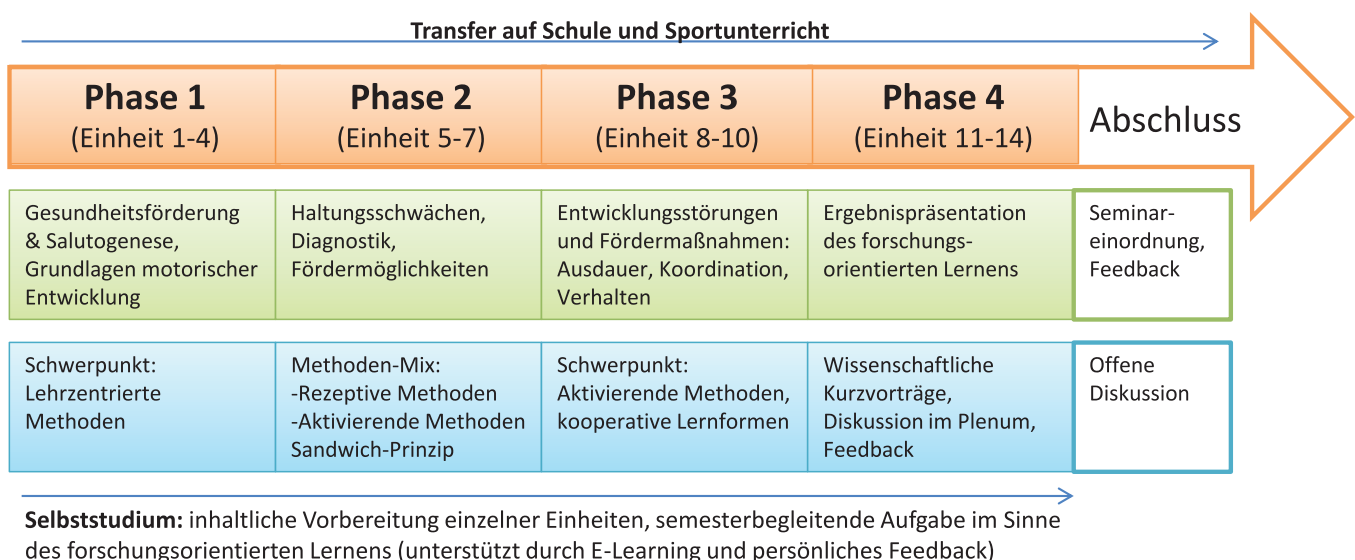 Transfer auf Schule und Sportunterricht
Phase 1
(Einheit 1-4)
Phase 2
(Einheit 5-7)
Phase 3
(Einheit 8-10)
Phase 4
(Einheit 11-14)
Abschluss
Gesundheitsförderung
& Salutogenese,
Grundlagen motorischer
Entwicklung
Haltungsschwächen,
Diagnostik,
Fördermöglichkeiten
Entwicklungsstörungen
und Fördermaßnahmen:
Ausdauer, Koordination,
Verhalten
Ergebnispräsentation
des forschungs-
orientierten Lernens
Seminar-
einordnung,
Feedback
Schwerpunkt:
Lehrzentrierte
Methoden
Methoden-Mix:
-Rezeptive Methoden
-Aktivierende Methoden
Sandwich-Prinzip
Schwerpunkt:
Aktivierende Methoden,
kooperative Lernformen
Wissenschaftliche
Kurzvorträge,
Diskussion im Plenum,
Feedback
Offene
Diskussion
Selbststudium: inhaltliche Vorbereitung einzelner Einheiten, semesterbegleitende Aufgabe im Sinne
des forschungsorientierten Lernens (unterstützt durch E-Learning und persönliches Feedback)